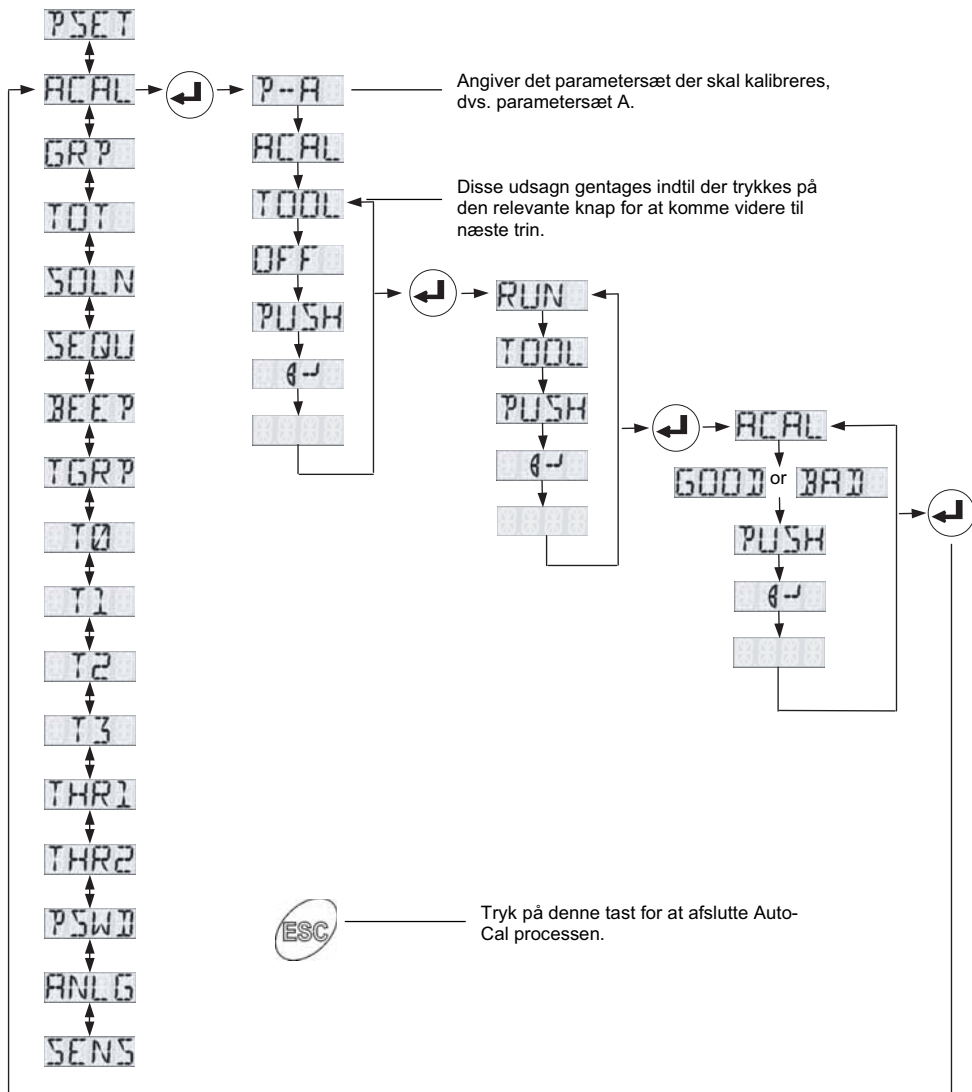 PSET
ACAL
GRP
TOT
SOLN
SEQU
BEEP
TGRP
T0
T1
T2
T3
THR1
THR2
PSWD
ANLG
SENS
P--A
ACAL
TOOL
OFF
PUSH
Angiver det parametersæt der skal kalibreres,
dvs. parametersæt A.
Disse udsagn gentages indtil der trykkes på
den relevante knap for at komme videre til
næste trin.
RUN
TOOL
PUSH
ACAL
GOOD or BAD
PUSH
ESC
Tryk på denne tast for at afslutte Auto-
Cal processen.